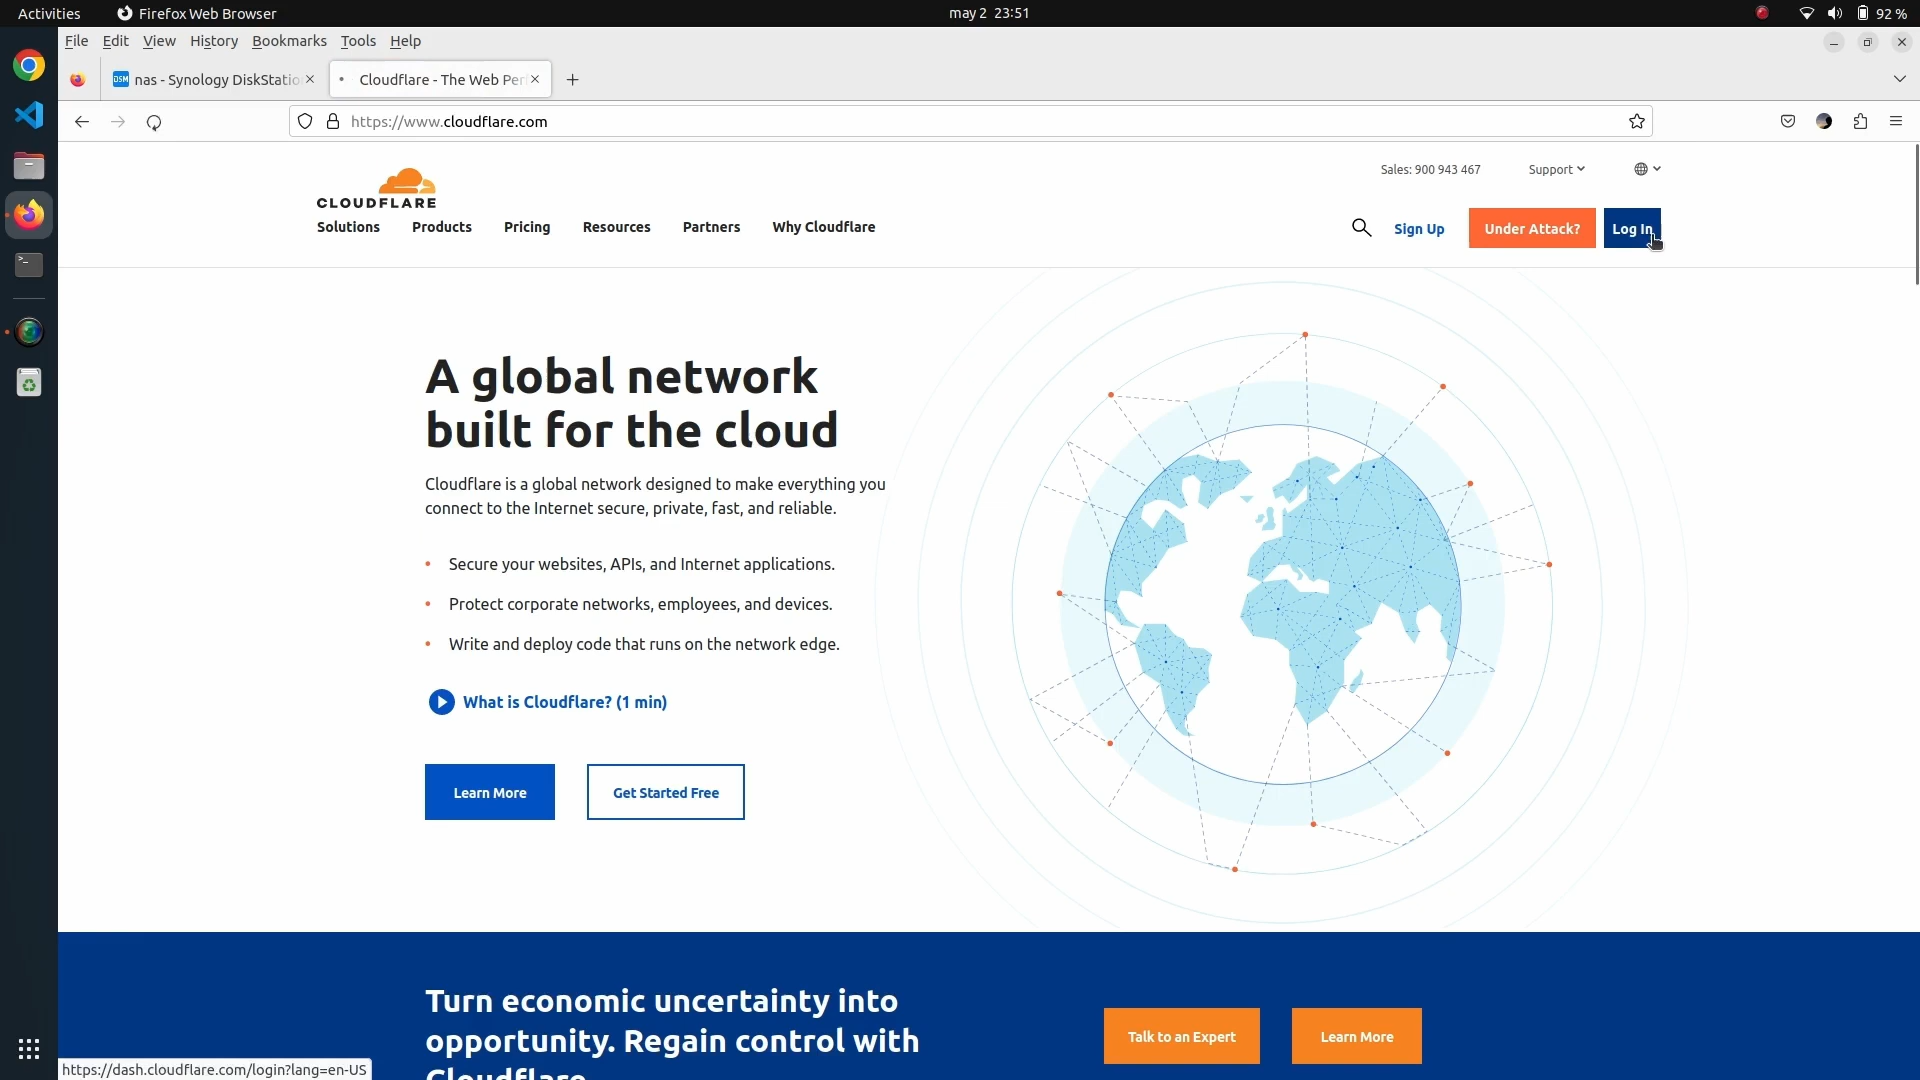 Activities
Firefox Web Browser
may 2 23:51
92 %
File Edit View History Bookmarks Tools Help
DSM nas - Synology DiskStatio
Cloudflare - The Web Per
https://www.cloudflare.com
Sales: 900 943 467
Support
CLOUDFLARE
Solutions Products Pricing Resources Partners Why Cloudflare
Sign Up
Under Attack?
Log In
A global network
built for the cloud
Cloudflare is a global network designed to make everything you
connect to the Internet secure, private, fast, and reliable.
• Secure your websites, APIs, and Internet applications.
• Protect corporate networks, employees, and devices.
• Write and deploy code that runs on the network edge.
What is Cloudflare? (1 min)
Learn More
Get Started Free
Turn economic uncertainty into
opportunity. Regain control with
Cloudflare
Talk to an Expert
Learn More
https://dash.cloudflare.com/login?lang=en-US